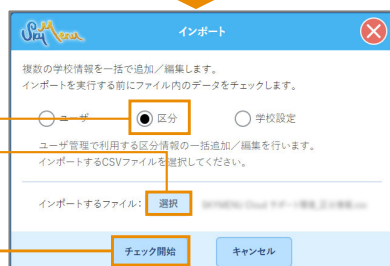 SkyMenu
インポート
複数の学校情報を一括で追加／編集します。
インポートを実行する前にファイル内のデータをチェックします。
ユーザ 区分 学校設定
ユーザ管理で利用する区分情報の一括追加／編集を行います。
インポートするCSVファイルを選択してください。
インポートするファイル： 選択
チェック開始 キャンセル